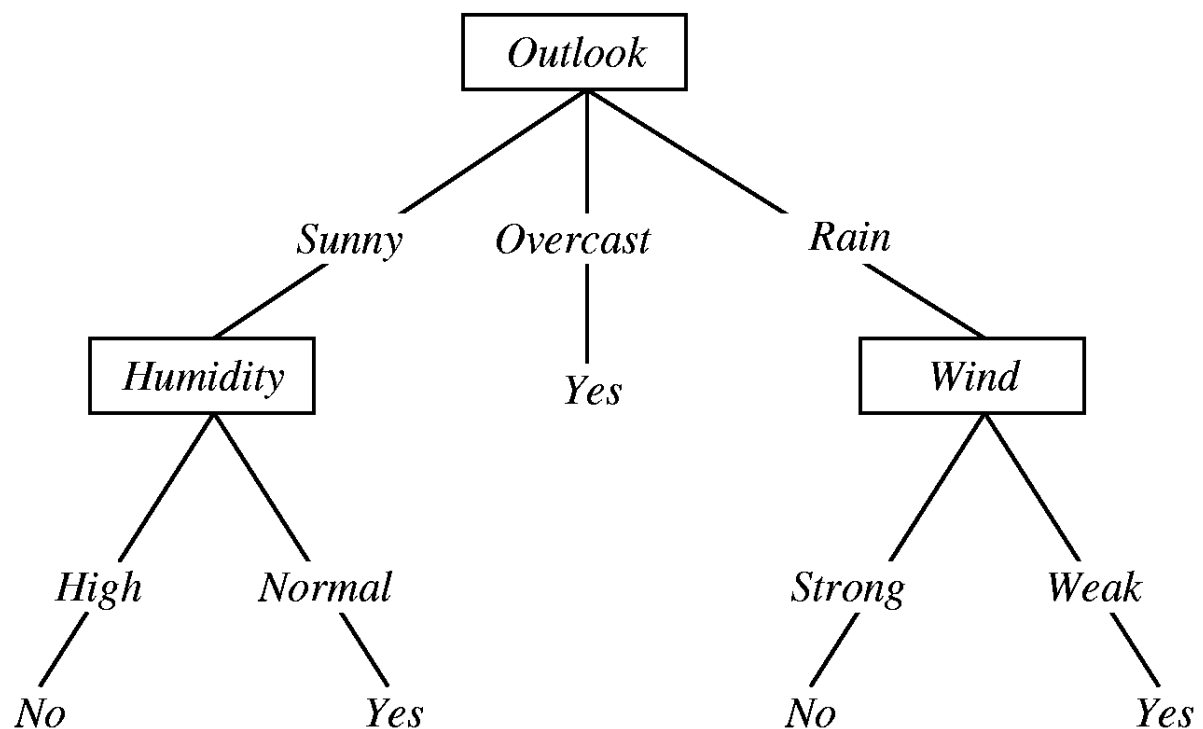 Outlook
Sunny Overcast Rain
Humidity Yes Wind
High Normal Strong Weak
No Yes No Yes